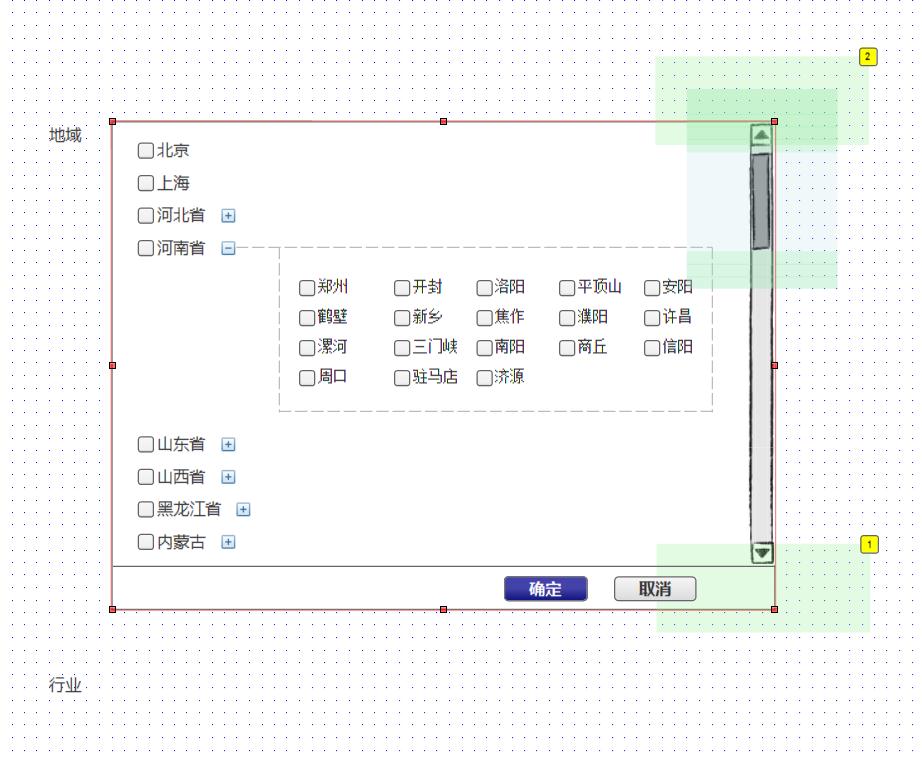 2
地域
北京
上海
河北省
河南省
郑州 开封 洛阳 平顶山 安阳
鹤壁 新乡 焦作 濮阳 许昌
漯河 三门峡 南阳 商丘 信阳
周口 驻马店 济源
山东省
山西省
黑龙江省
内蒙古
1
确定 取消
行业